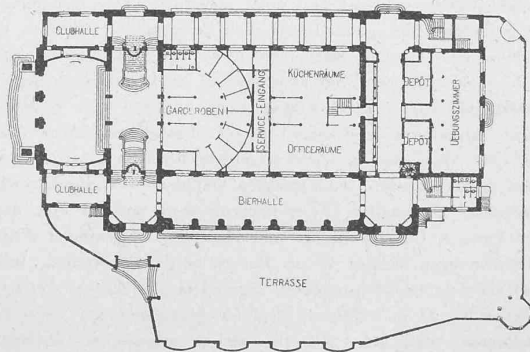 CLUBHALLE
KÜCHENRÄUME
GARDEROBEN
SERVICE-EINGANG
DEPÔT
UEBUNGSZIMMER
DEPÔT
OFFICERÄUME
CLUBHALLE
BIERHALLE
TERRASSE